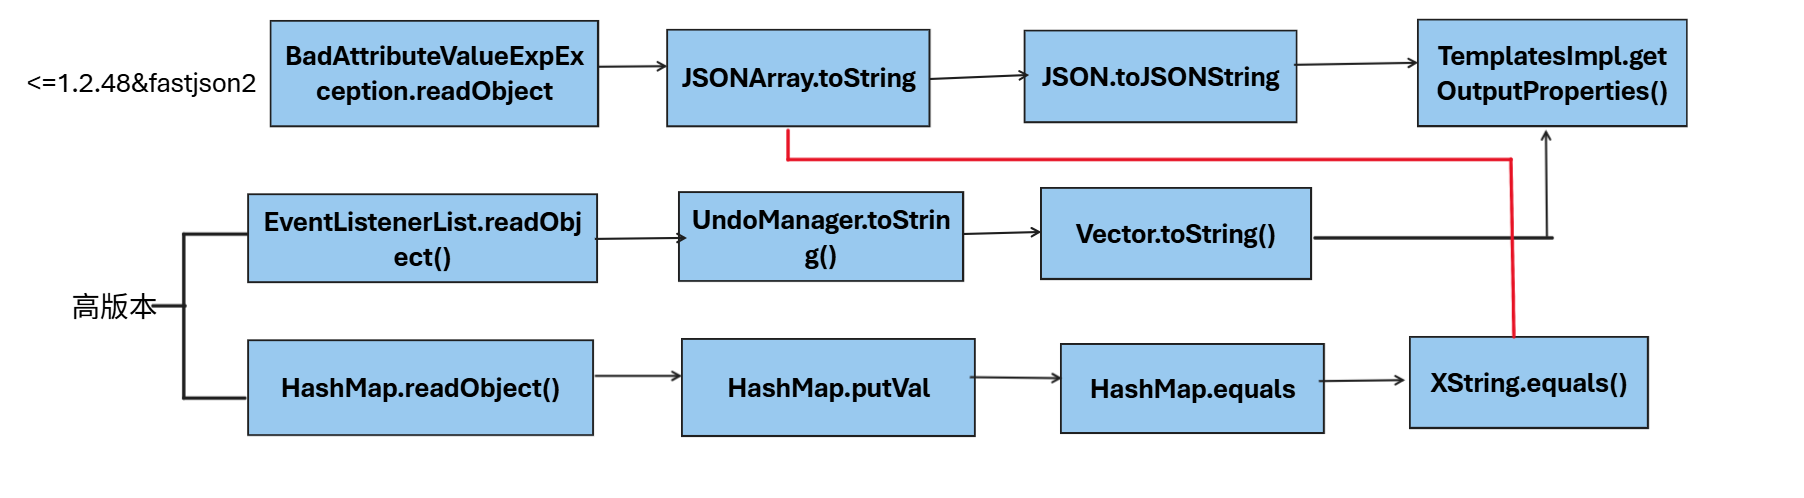 <=1.2.48&fastjson2
BadAttributeValueExpEx
ception.readObject
JSONArray.toString
JSON.toJSONString
TemplatesImpl.get
OutputProperties()
高版本
EventListenerList.readObj
ect()
UndoManager.toStrin
g()
Vector.toString()
HashMap.readObject()
HashMap.putVal
HashMap.equals
XString.equals()